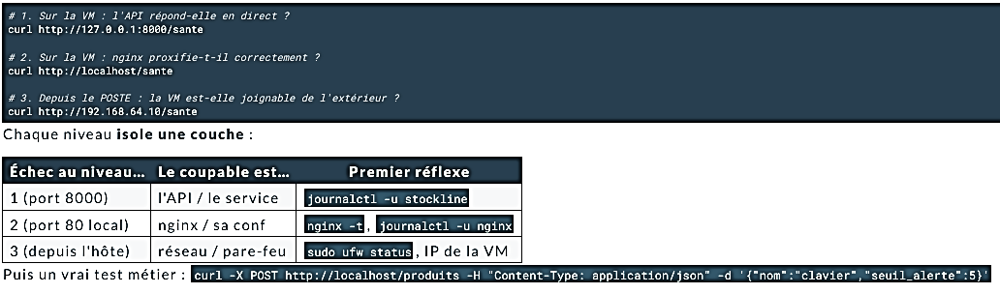 # 1. Sur la VM : l'API répond-elle en direct ?
curl http://127.0.0.1:8000/sante
# 2. Sur la VM : nginx proxifie-t-il correctement ?
curl http://localhost/sante
# 3. Depuis le POSTE : la VM est-elle joignable de l'extérieur ?
curl http://192.168.64.10/sante
Chaque niveau isole une couche :
Échec au niveau... Le coupable est... Premier réflexe
1 (port 8000) l'API / le service journalctl -u stockline
2 (port 80 local) nginx / sa conf nginx -t, journalctl -u nginx
3 (depuis l'hôte) réseau / pare-feu sudo ufw status, IP de la VM
Puis un vrai test métier : curl -X POST http://localhost/produits -H "Content-Type: application/json" -d '{"nom":"clavier","seuil_alerte":5}'